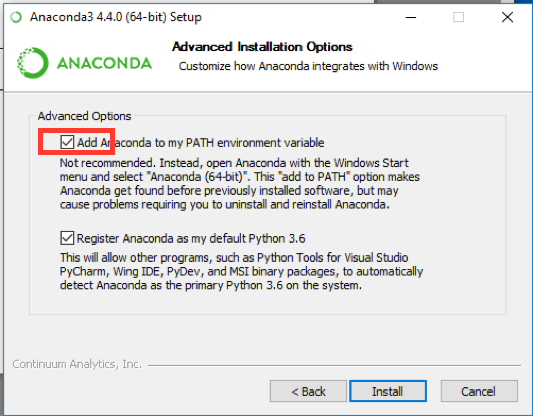 Anaconda3 4.4.0 (64-bit) Setup
Advanced Installation Options
Customize how Anaconda integrates with Windows
ANACONDA
Advanced Options
Add Anaconda to my PATH environment variable
Not recommended. Instead, open Anaconda with the Windows Start
menu and select "Anaconda (64-bit)". This "add to PATH" option makes
Anaconda get found before previously installed software, but may
cause problems requiring you to uninstall and reinstall Anaconda.
Register Anaconda as my default Python 3.6
This will allow other programs, such as Python Tools for Visual Studio
PyCharm, Wing IDE, PyDev, and MSI binary packages, to automatically
detect Anaconda as the primary Python 3.6 on the system.
Continuum Analytics, Inc.
< Back
Install
Cancel